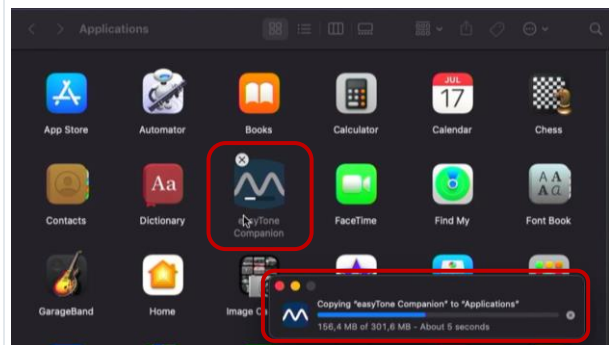 Applications
JUL
17
App Store
Automator
Books
Calculator
Calendar
Chess
Aa
A A
A a
Contacts
Dictionary
easyTone
Companion
FaceTime
Find My
Font Book
GarageBand
Home
Image
Copying "easyTone Companion" to "Applications"
156,4 MB of 301,6 MB - About 5 seconds